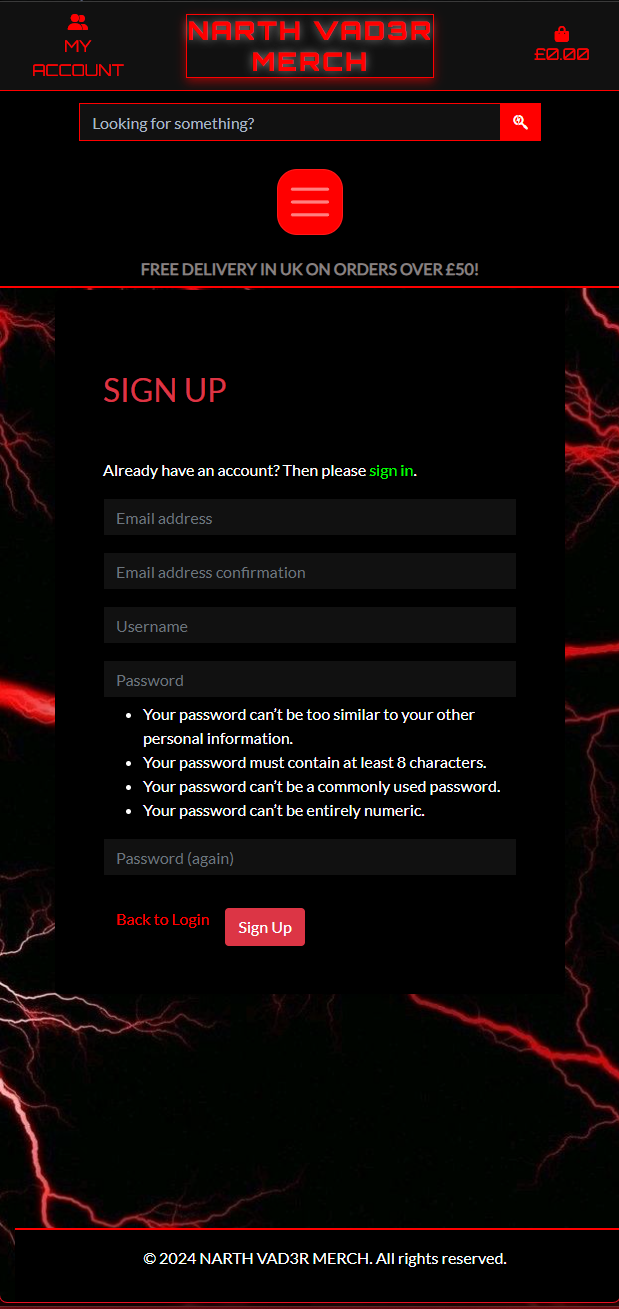 MY
ACCOUNT
NARTH VAD3R
MERCH
£0.00
Looking for something?
FREE DELIVERY IN UK ON ORDERS OVER £50!
SIGN UP
Already have an account? Then please sign in.
Email address
Email address confirmation
Username
Password
• Your password can't be too similar to your other
personal information.
• Your password must contain at least 8 characters.
• Your password can't be a commonly used password.
• Your password can't be entirely numeric.
Password (again)
Back to Login Sign Up
© 2024 NARTH VAD3R MERCH. All rights reserved.